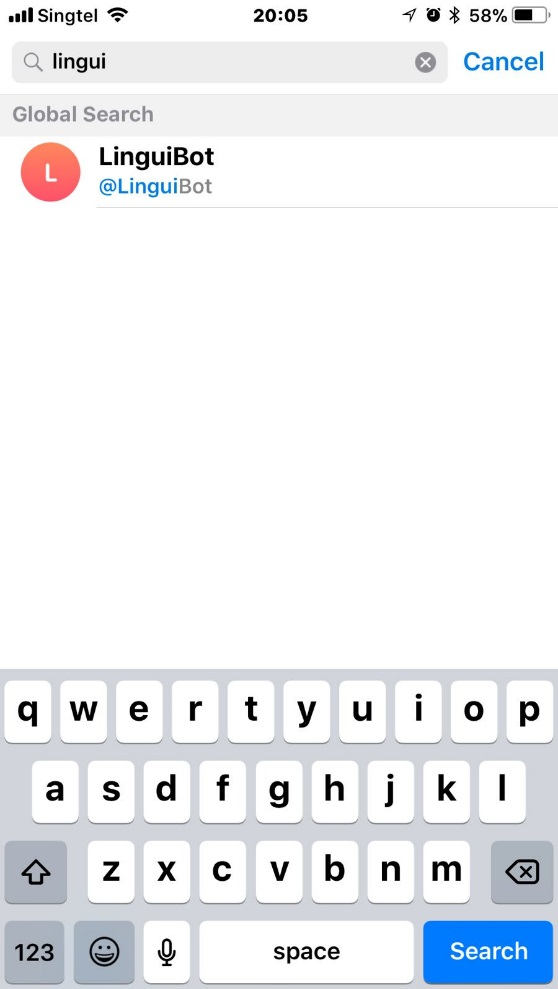 Singtel 20:05 58%
lingui Cancel
Global Search
L
LinguiBot
@LinguiBot
q w e r t y u i o p
a s d f g h j k l
z x c v b n m
123 space Search